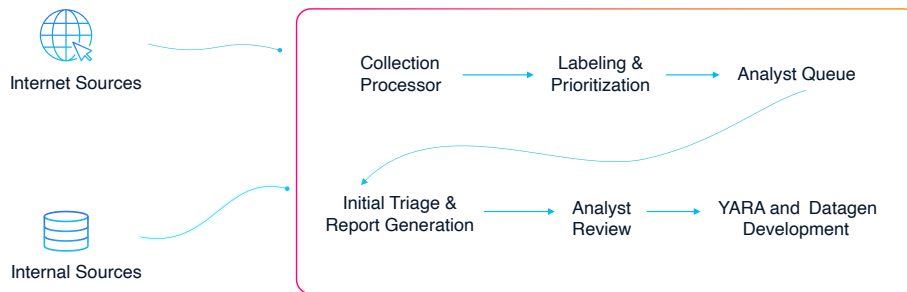 Internet Sources
Collection
Processor
Labeling &
Prioritization
Analyst Queue
Initial Triage &
Report Generation
Analyst
Review
YARA and  Datagen
Development
Internal Sources